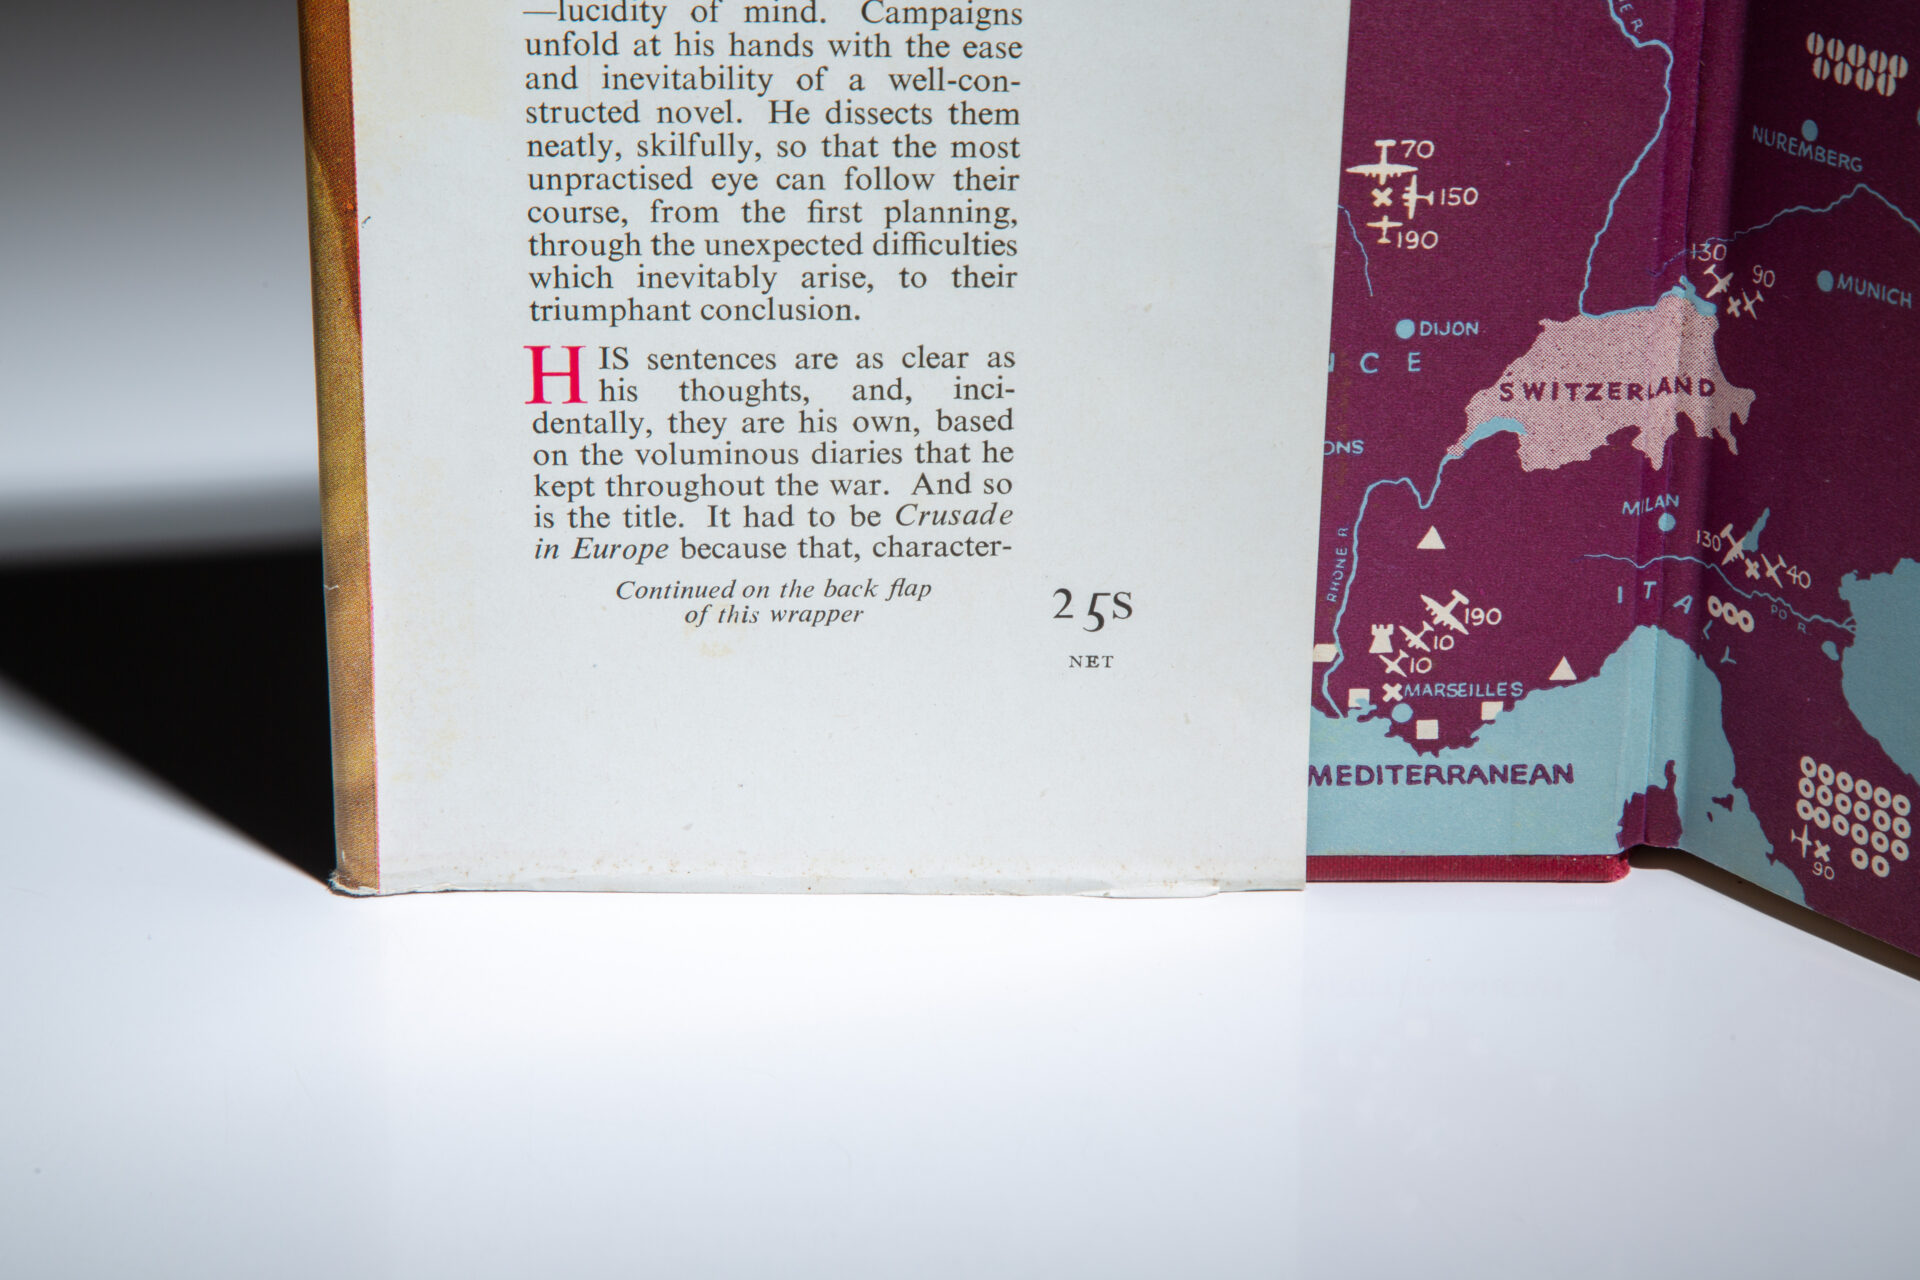 —lucidity of mind. Campaigns
unfold at his hands with the ease
and inevitability of a well-con-
structed novel. He dissects them
neatly, skilfully, so that the most
unpractised eye can follow their
course, from the first planning,
through the unexpected difficulties
which inevitably arise, to their
triumphant conclusion.
HIS sentences are as clear as
his thoughts, and, inci-
dentally, they are his own, based
on the voluminous diaries that he
kept throughout the war. And so
is the title. It had to be Crusade
in Europe because that, character-
Continued on the back flap
of this wrapper
25S
NET
E R
70
150
190
NUREMBERG
130
90
MUNICH
DIJON
C E
SWITZERLAND
ONS
MILAN
130
40
RHONE R
ITALY
PO R
190
10
10
MARSEILLES
MEDITERRANEAN
90